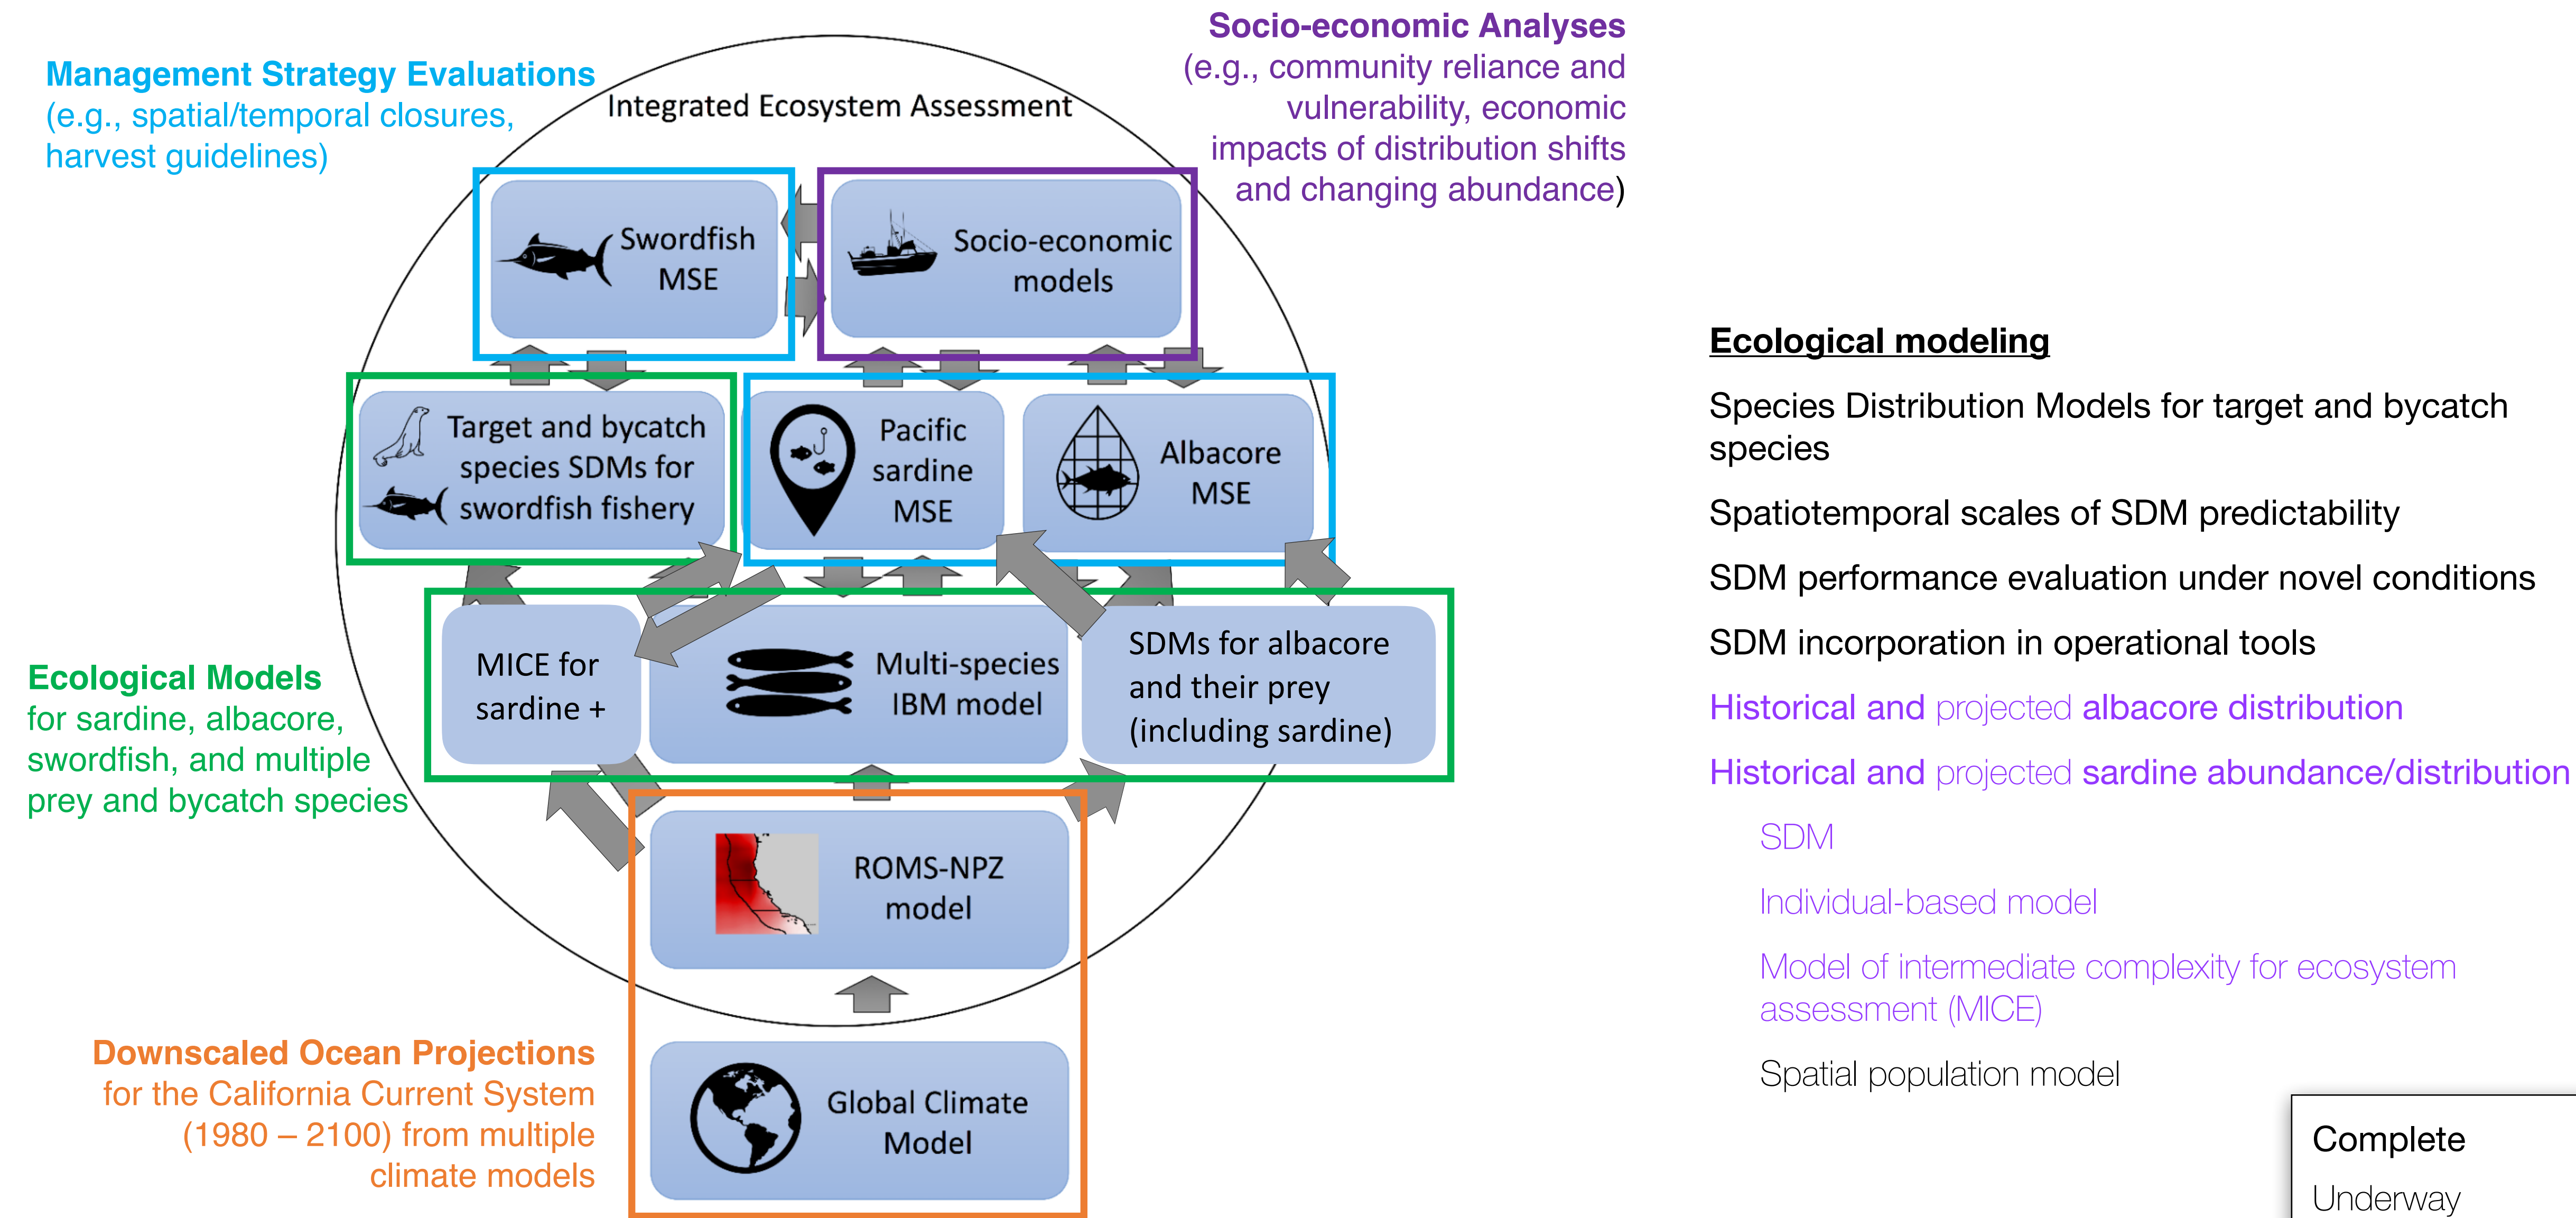 Management Strategy Evaluations
(e.g., spatial/temporal closures,
harvest guidelines)
Socio-economic Analyses
(e.g., community reliance and
vulnerability, economic
impacts of distribution shifts
and changing abundance)
Integrated Ecosystem Assessment
Swordfish
MSE
Socio-economic
models
Target and bycatch
species SDMs for
swordfish fishery
Pacific
sardine
MSE
Albacore
MSE
MICE for
sardine +
Multi-species
IBM model
SDMs for albacore
and their prey
(including sardine)
Ecological Models
for sardine, albacore,
swordfish, and multiple
prey and bycatch species
ROMS-NPZ
model
Downscaled Ocean Projections
for the California Current System
(1980 – 2100) from multiple
climate models
Global Climate
Model
Ecological modeling
Species Distribution Models for target and bycatch
species
Spatiotemporal scales of SDM predictability
SDM performance evaluation under novel conditions
SDM incorporation in operational tools
Historical and projected albacore distribution
Historical and projected sardine abundance/distribution
SDM
Individual-based model
Model of intermediate complexity for ecosystem
assessment (MICE)
Spatial population model
Complete
Underway